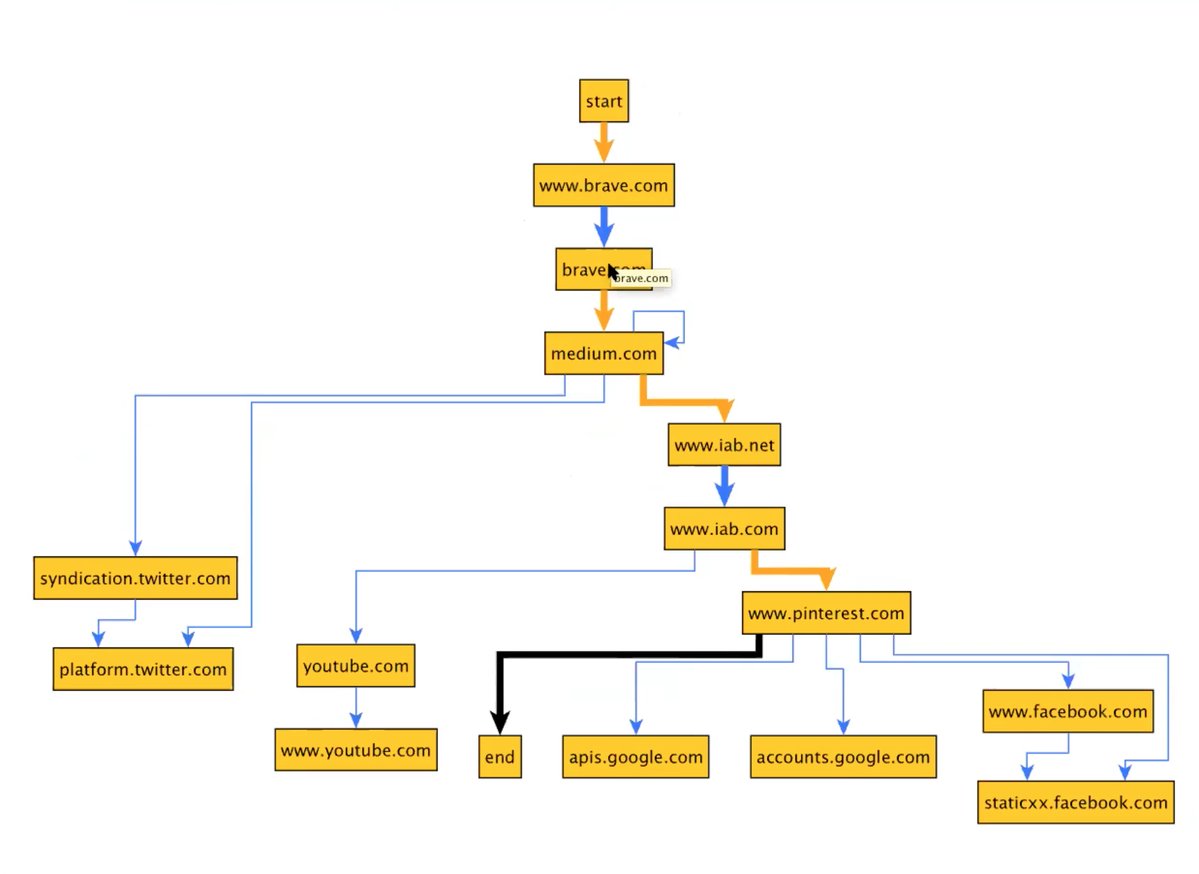 start
www.brave.com
brave.com
brave.com
medium.com
www.iab.net
www.iab.com
syndication.twitter.com
www.pinterest.com
platform.twitter.com
youtube.com
www.facebook.com
www.youtube.com
end
apis.google.com
accounts.google.com
staticxx.facebook.com